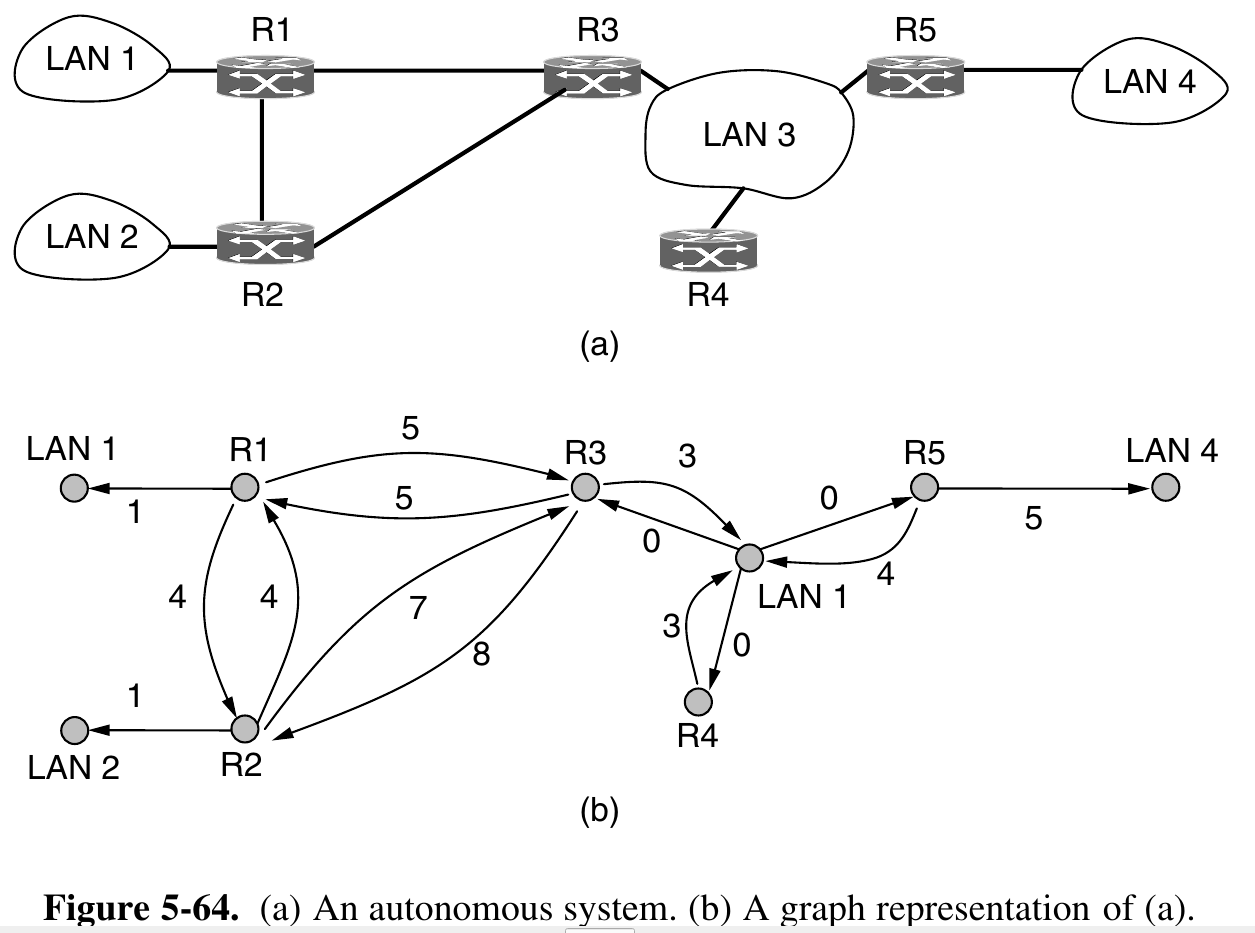 R1 R3 R5
LAN 1 LAN 4
LAN 3
LAN 2
R2 R4
(a)
5
LAN 1 R1 R3 3 R5 LAN 4
5 0
1 0 5
4 4 7 4
LAN 1
3 0
8
1
R4
LAN 2 R2
(b)
Figure 5-64. (a) An autonomous system. (b) A graph representation of (a).